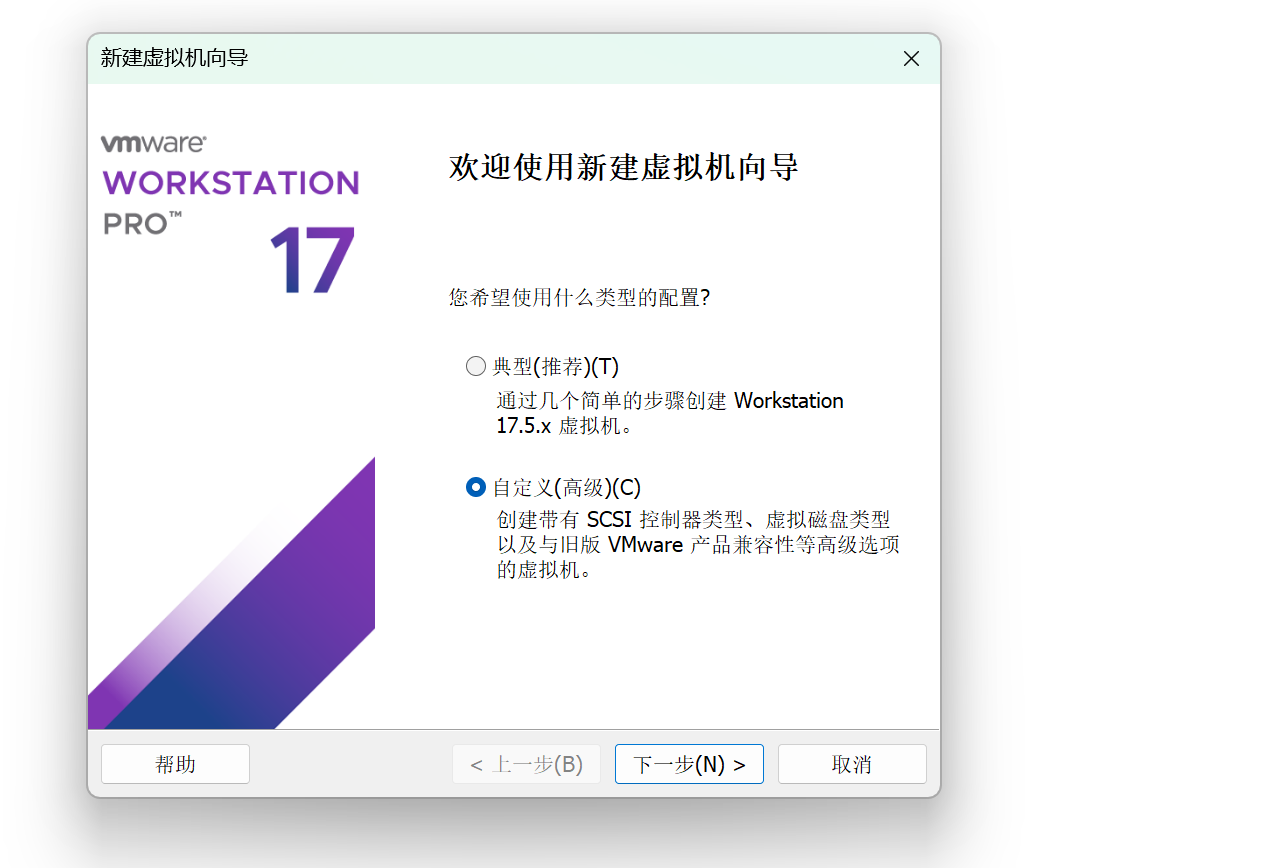 新建虚拟机向导
vmware
WORKSTATION
PRO™
17
欢迎使用新建虚拟机向导
您希望使用什么类型的配置?
典型(推荐)(T)
通过几个简单的步骤创建 Workstation
17.5.x 虚拟机。
自定义(高级)(C)
创建带有 SCSI 控制器类型、虚拟磁盘类型
以及与旧版 VMware 产品兼容性等高级选项
的虚拟机。
帮助
< 上一步(B)
下一步(N) >
取消